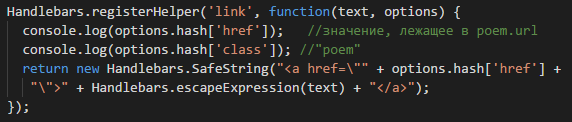 Handlebars.registerHelper('link', function(text, options) {
  console.log(options.hash['href']);   //значение, лежащее в poem.url
  console.log(options.hash['class']); //"poem"
  return new Handlebars.SafeString("<a href=\"" + options.hash['href'] +
   "\">" + Handlebars.escapeExpression(text) + "</a>");
});